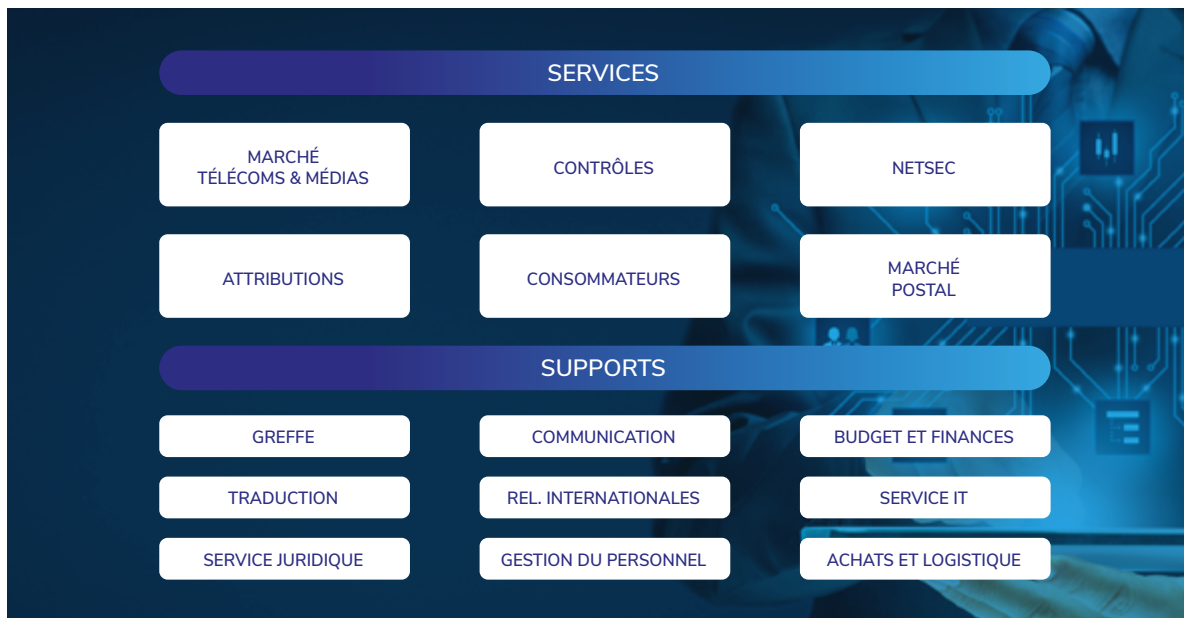 SERVICES
MARCHÉ
TÉLÉCOMS & MÉDIAS
CONTRÔLES
NETSEC
ATTRIBUTIONS
CONSOMMATEURS
MARCHÉ
POSTAL
SUPPORTS
GREFFE
COMMUNICATION
BUDGET ET FINANCES
TRADUCTION
REL. INTERNATIONALES
SERVICE IT
SERVICE JURIDIQUE
GESTION DU PERSONNEL
ACHATS ET LOGISTIQUE